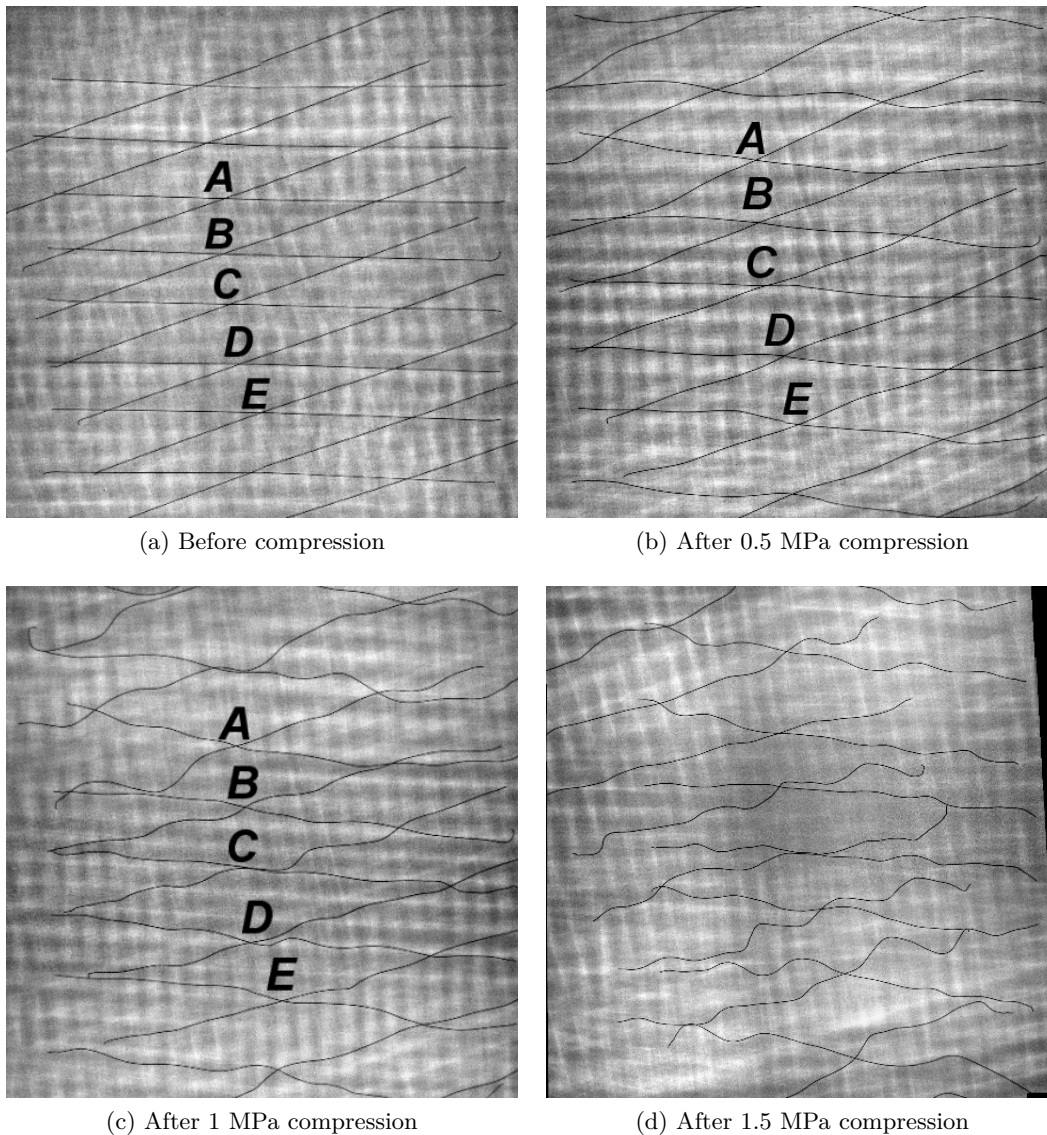 A
B
C
D
E
A
B
C
D
E
(a) Before compression
(b) After 0.5 MPa compression
A
B
C
D
E
(c) After 1 MPa compression
(d) After 1.5 MPa compression